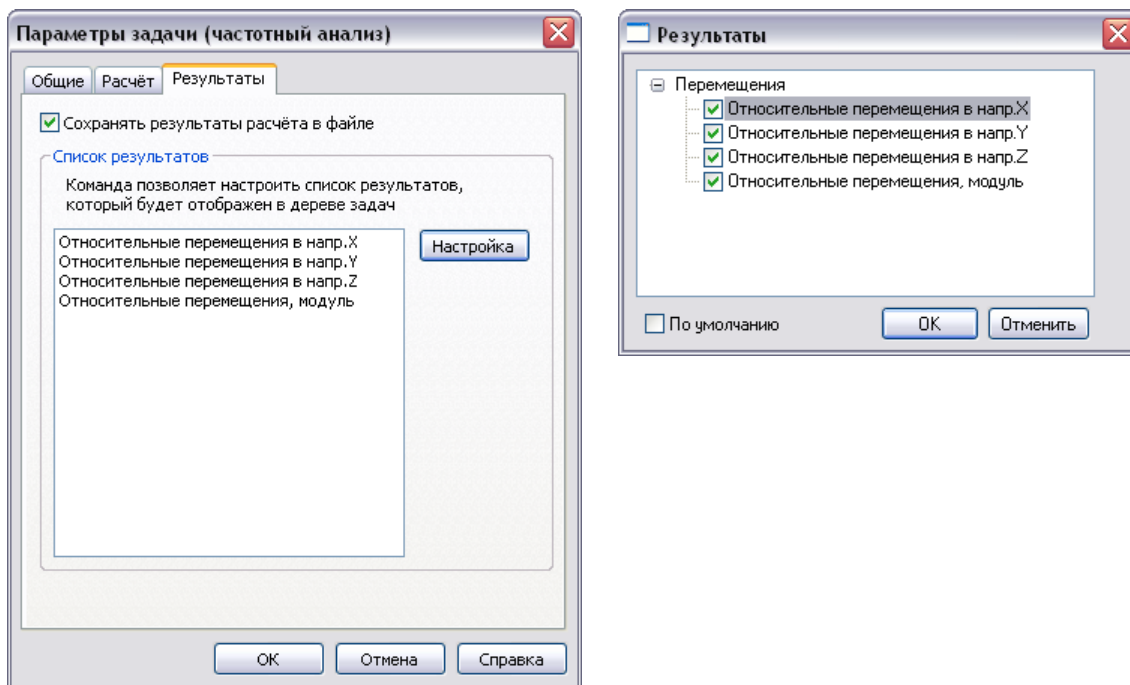 Параметры задачи (частотный анализ)
Общие
Расчёт
Результаты
Сохранять результаты расчёта в файле
Список результатов
Команда позволяет настроить список результатов,
который будет отображен в дереве задач
Относительные перемещения в напр.X
Относительные перемещения в напр.Y
Относительные перемещения в напр.Z
Относительные перемещения, модуль
Настройка
ОК
Отмена
Справка
Результаты
Перемещения
Относительные перемещения в напр.X
Относительные перемещения в напр.Y
Относительные перемещения в напр.Z
Относительные перемещения, модуль
По умолчанию
ОК
Отменить